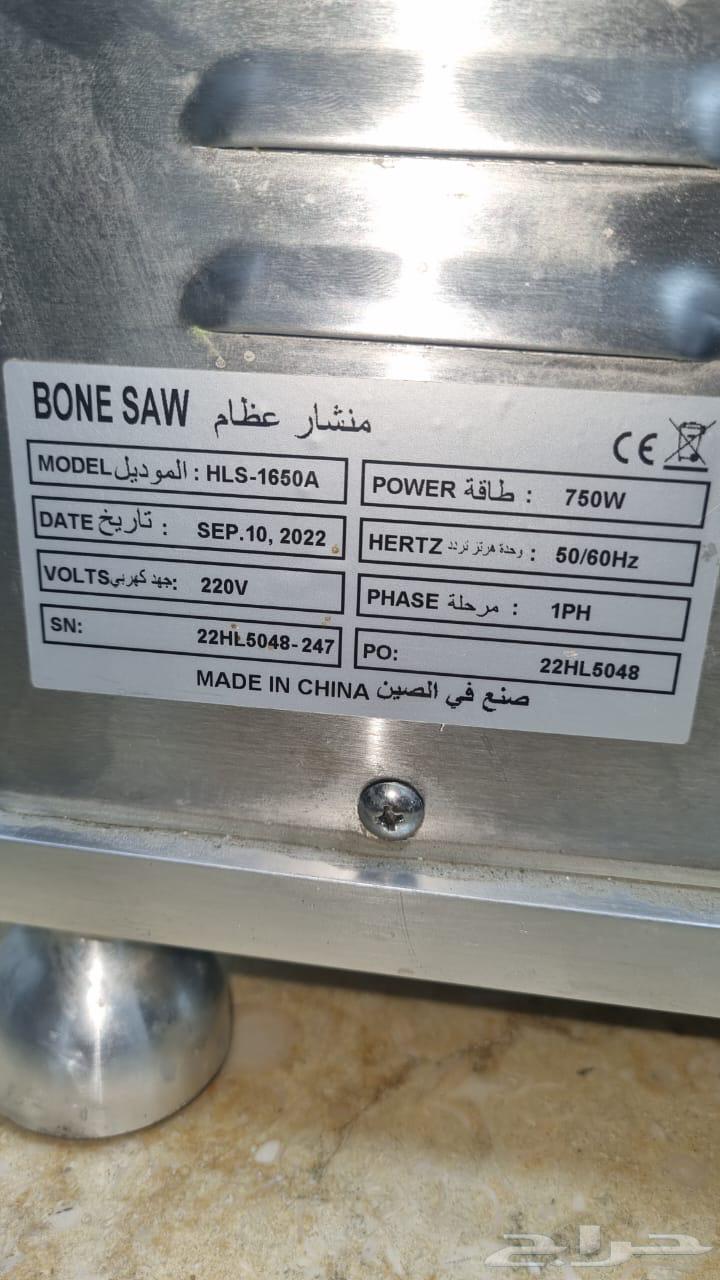 BONE SAW منشار عظام
CE
MODEL الموديل : HLS-1650A
POWER طاقة : 750W
DATE تاريخ : SEP.10, 2022
HERTZ وحدة هرتز تردد : 50/60Hz
VOLTS جهد كهربي: 220V
PHASE مرحلة : 1PH
SN: 22HL5048-247
PO: 22HL5048
MADE IN CHINA صنع في الصين
حراج